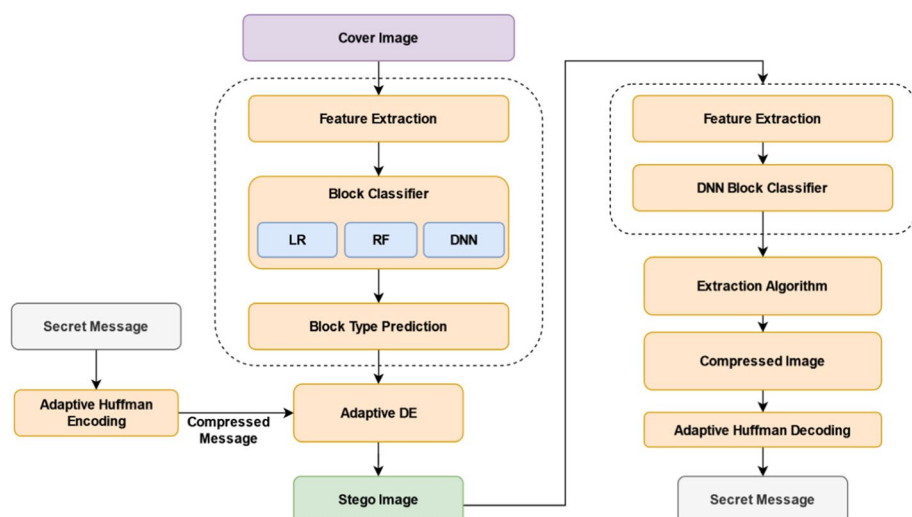 Cover Image
Feature Extraction
Block Classifier
LR
RF
DNN
Block Type Prediction
Secret Message
Adaptive Huffman
Encoding
Compressed
Message
Adaptive DE
Stego Image
Feature Extraction
DNN Block Classifier
Extraction Algorithm
Compressed Image
Adaptive Huffman Decoding
Secret Message